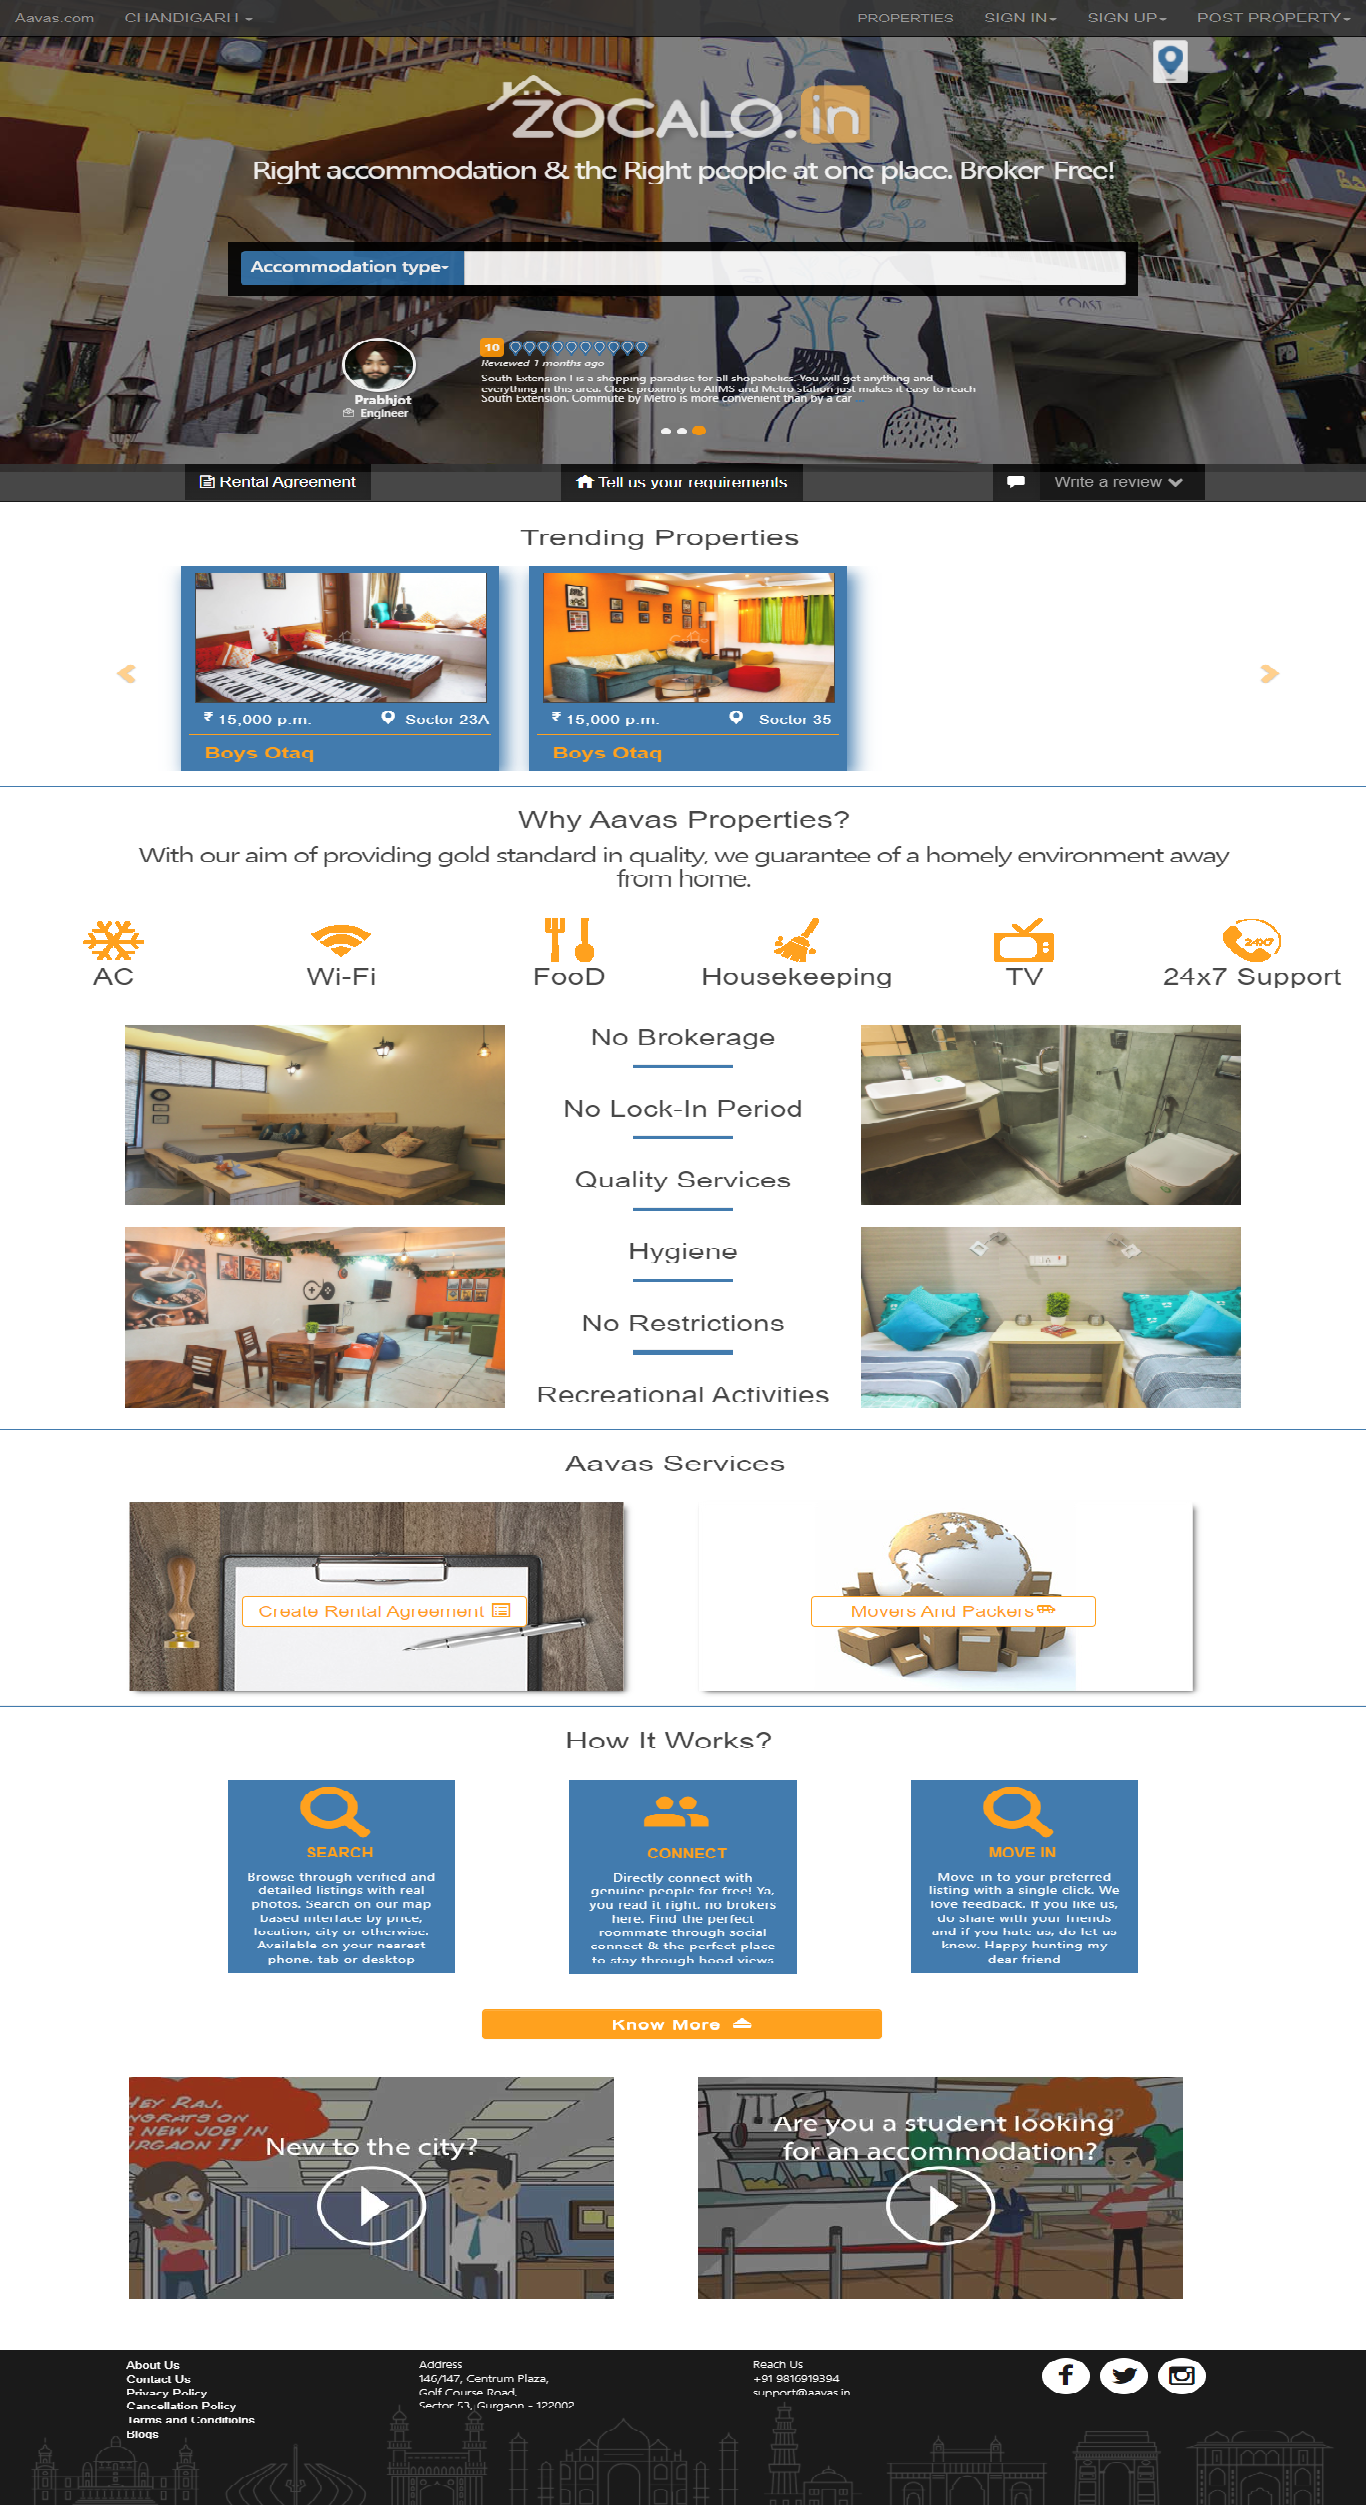 Aavas.com CHANDIGARH PROPERTIES SIGN IN SIGN UP POST PROPERTY
ZOCALO.in
Right accommodation & the Right people at one place. Broker Free!
Accommodation type
COAST
10
Reviewed 1 months ago
South Extension I is a shopping paradise for all shopaholics. You will get anything and
everything in this area. Close proximity to AIIMS and Metro station just makes it easy to reach
South Extension. Commute by Metro is more convenient than by a car
Prabhjot
Engineer
Rental Agreement Tell us your requirements Write a review
Trending Properties
₹ 15,000 p.m. Sector 23A
Boys Otaq
₹ 15,000 p.m. Sector 35
Boys Otaq
Why Aavas Properties?
With our aim of providing gold standard in quality, we guarantee of a homely environment away
from home.
24X7
AC Wi-Fi FooD Housekeeping TV 24x7 Support
No Brokerage
No Lock-In Period
Quality Services
Hygiene
No Restrictions
Recreational Activities
Aavas Services
Create Rental Agreement
Movers And Packers
How It Works?
SEARCH
Browse through verified and
detailed listings with real
photos. Search on our map
based interface by price,
location, city or otherwise.
Available on your nearest
phone, tab or desktop
CONNECT
Directly connect with
genuine people for free! Ya,
you read it right, no brokers
here. Find the perfect
roommate through social
connect & the perfect place
to stay through hood views
MOVE IN
Move-in to your preferred
listing with a single click. We
love feedback. If you like us,
do share with your friends
and if you hate us, do let us
know. Happy hunting my
dear friend
Know More
HEY RAJ.
NGRATS ON
NEW JOB IN
URGAON !!
New to the city?
Zocalo ??
Are you a student looking
for an accommodation?
About Us
Contact Us
Privacy Policy
Cancellation Policy
Terms and Conditioins
Blogs
Address
146/147, Centrum Plaza,
Golf Course Road,
Sector 53, Gurgaon - 122002
Reach Us
+91 9816919394
support@aavas.in